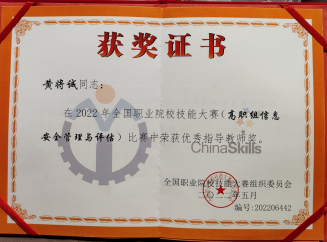 获奖证书
黄将诚同志：
在2022年全国职业院校技能大赛（高职组信息
安全管理与评估）比赛中荣获优秀指导教师奖。
ChinaSkills
全国职业院校技能大赛组织委员会
二〇二三年五月
编号:202206442